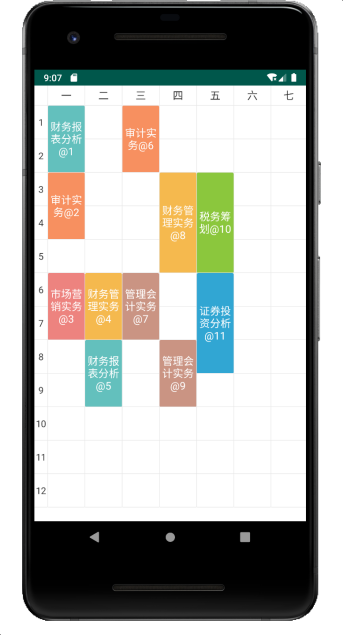 9:07
一 二 三 四 五 六 七
1
2
3
4
5
6
7
8
9
10
11
12
财务报
表分析
@1
审计实
务@2
市场营
销实务
@3
财务管
理实务
@4
财务报
表分析
@5
审计实
务@6
管理会
计实务
@7
财务管
理实务
@8
管理会
计实务
@9
税务筹
划@10
证券投
资分析
@11